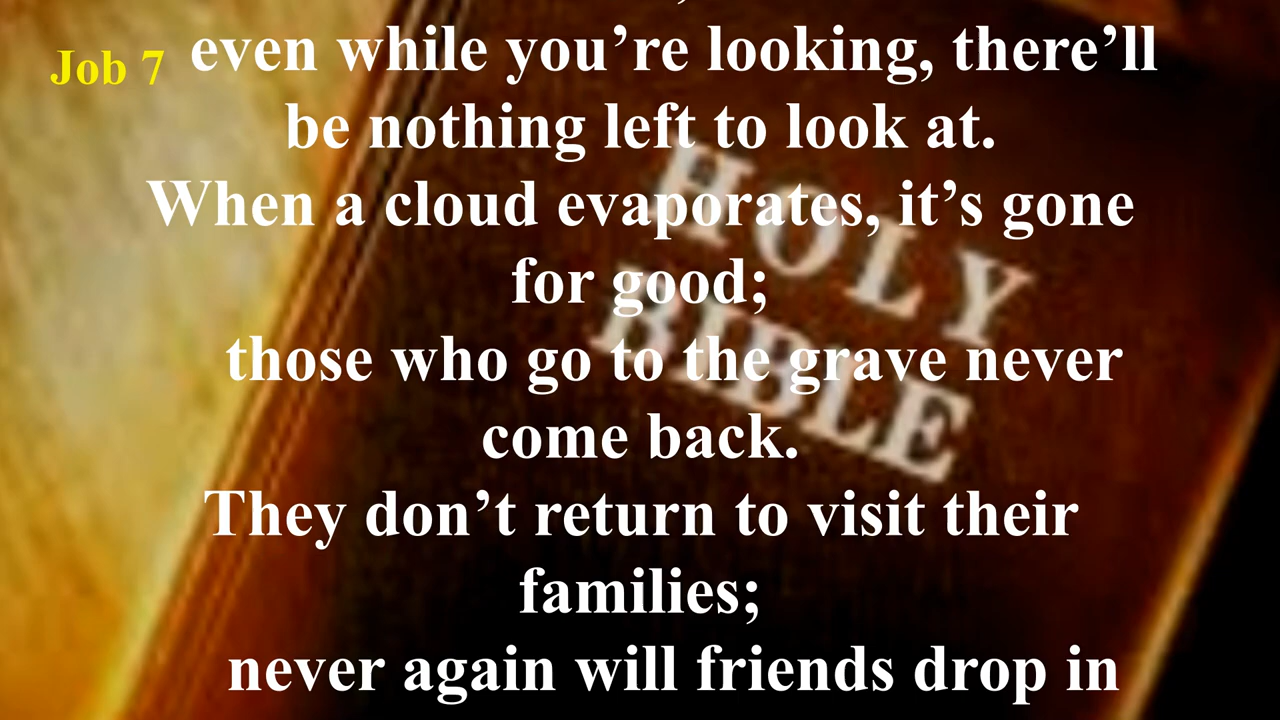 Job 7
even while you’re looking, there’ll
be nothing left to look at.
When a cloud evaporates, it’s gone
for good;
those who go to the grave never
come back.
They don’t return to visit their
families;
never again will friends drop in
HOLY
BIBLE